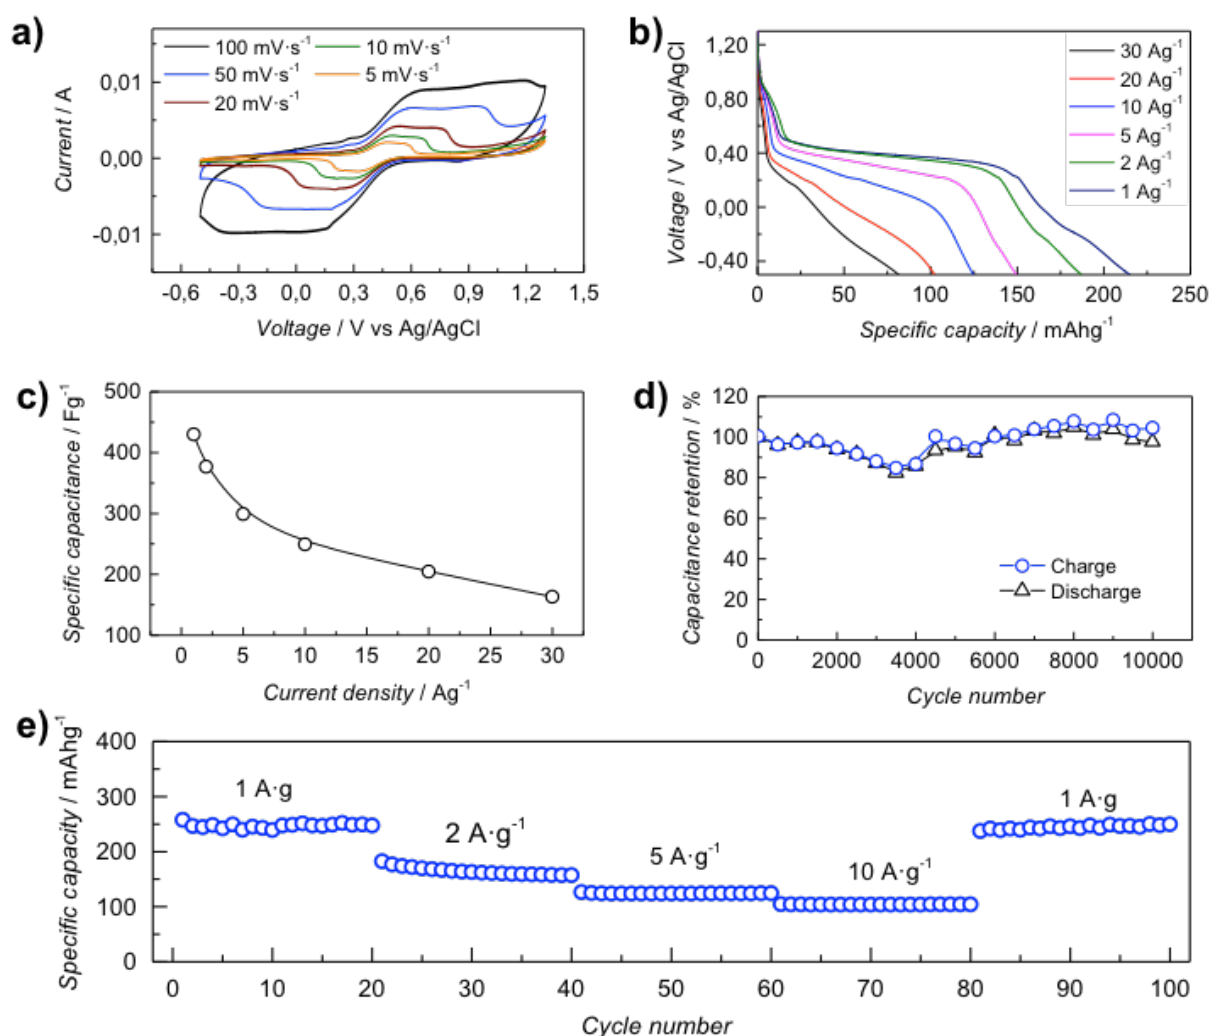 a)
100 mV·s⁻¹
10 mV·s⁻¹
50 mV·s⁻¹
5 mV·s⁻¹
20 mV·s⁻¹
Current / A
0,01
0,00
-0,01
-0,6 -0,3 0,0 0,3 0,6 0,9 1,2 1,5
Voltage / V vs Ag/AgCl
b)
Voltage / V vs Ag/AgCl
1,20
0,80
0,40
0,00
-0,40
30 Ag⁻¹
20 Ag⁻¹
10 Ag⁻¹
5 Ag⁻¹
2 Ag⁻¹
1 Ag⁻¹
0 50 100 150 200 250
Specific capacity / mAhg⁻¹
c)
Specific capacitance / Fg⁻¹
500
400
300
200
100
0 5 10 15 20 25 30
Current density / Ag⁻¹
d)
Capacitance retention / %
120
100
80
60
40
20
0
Charge
Discharge
0 2000 4000 6000 8000 10000
Cycle number
e)
Specific capacity / mAhg⁻¹
400
300
200
100
0
1 A·g
2 A·g⁻¹
5 A·g⁻¹
10 A·g⁻¹
1 A·g
0 10 20 30 40 50 60 70 80 90 100
Cycle number